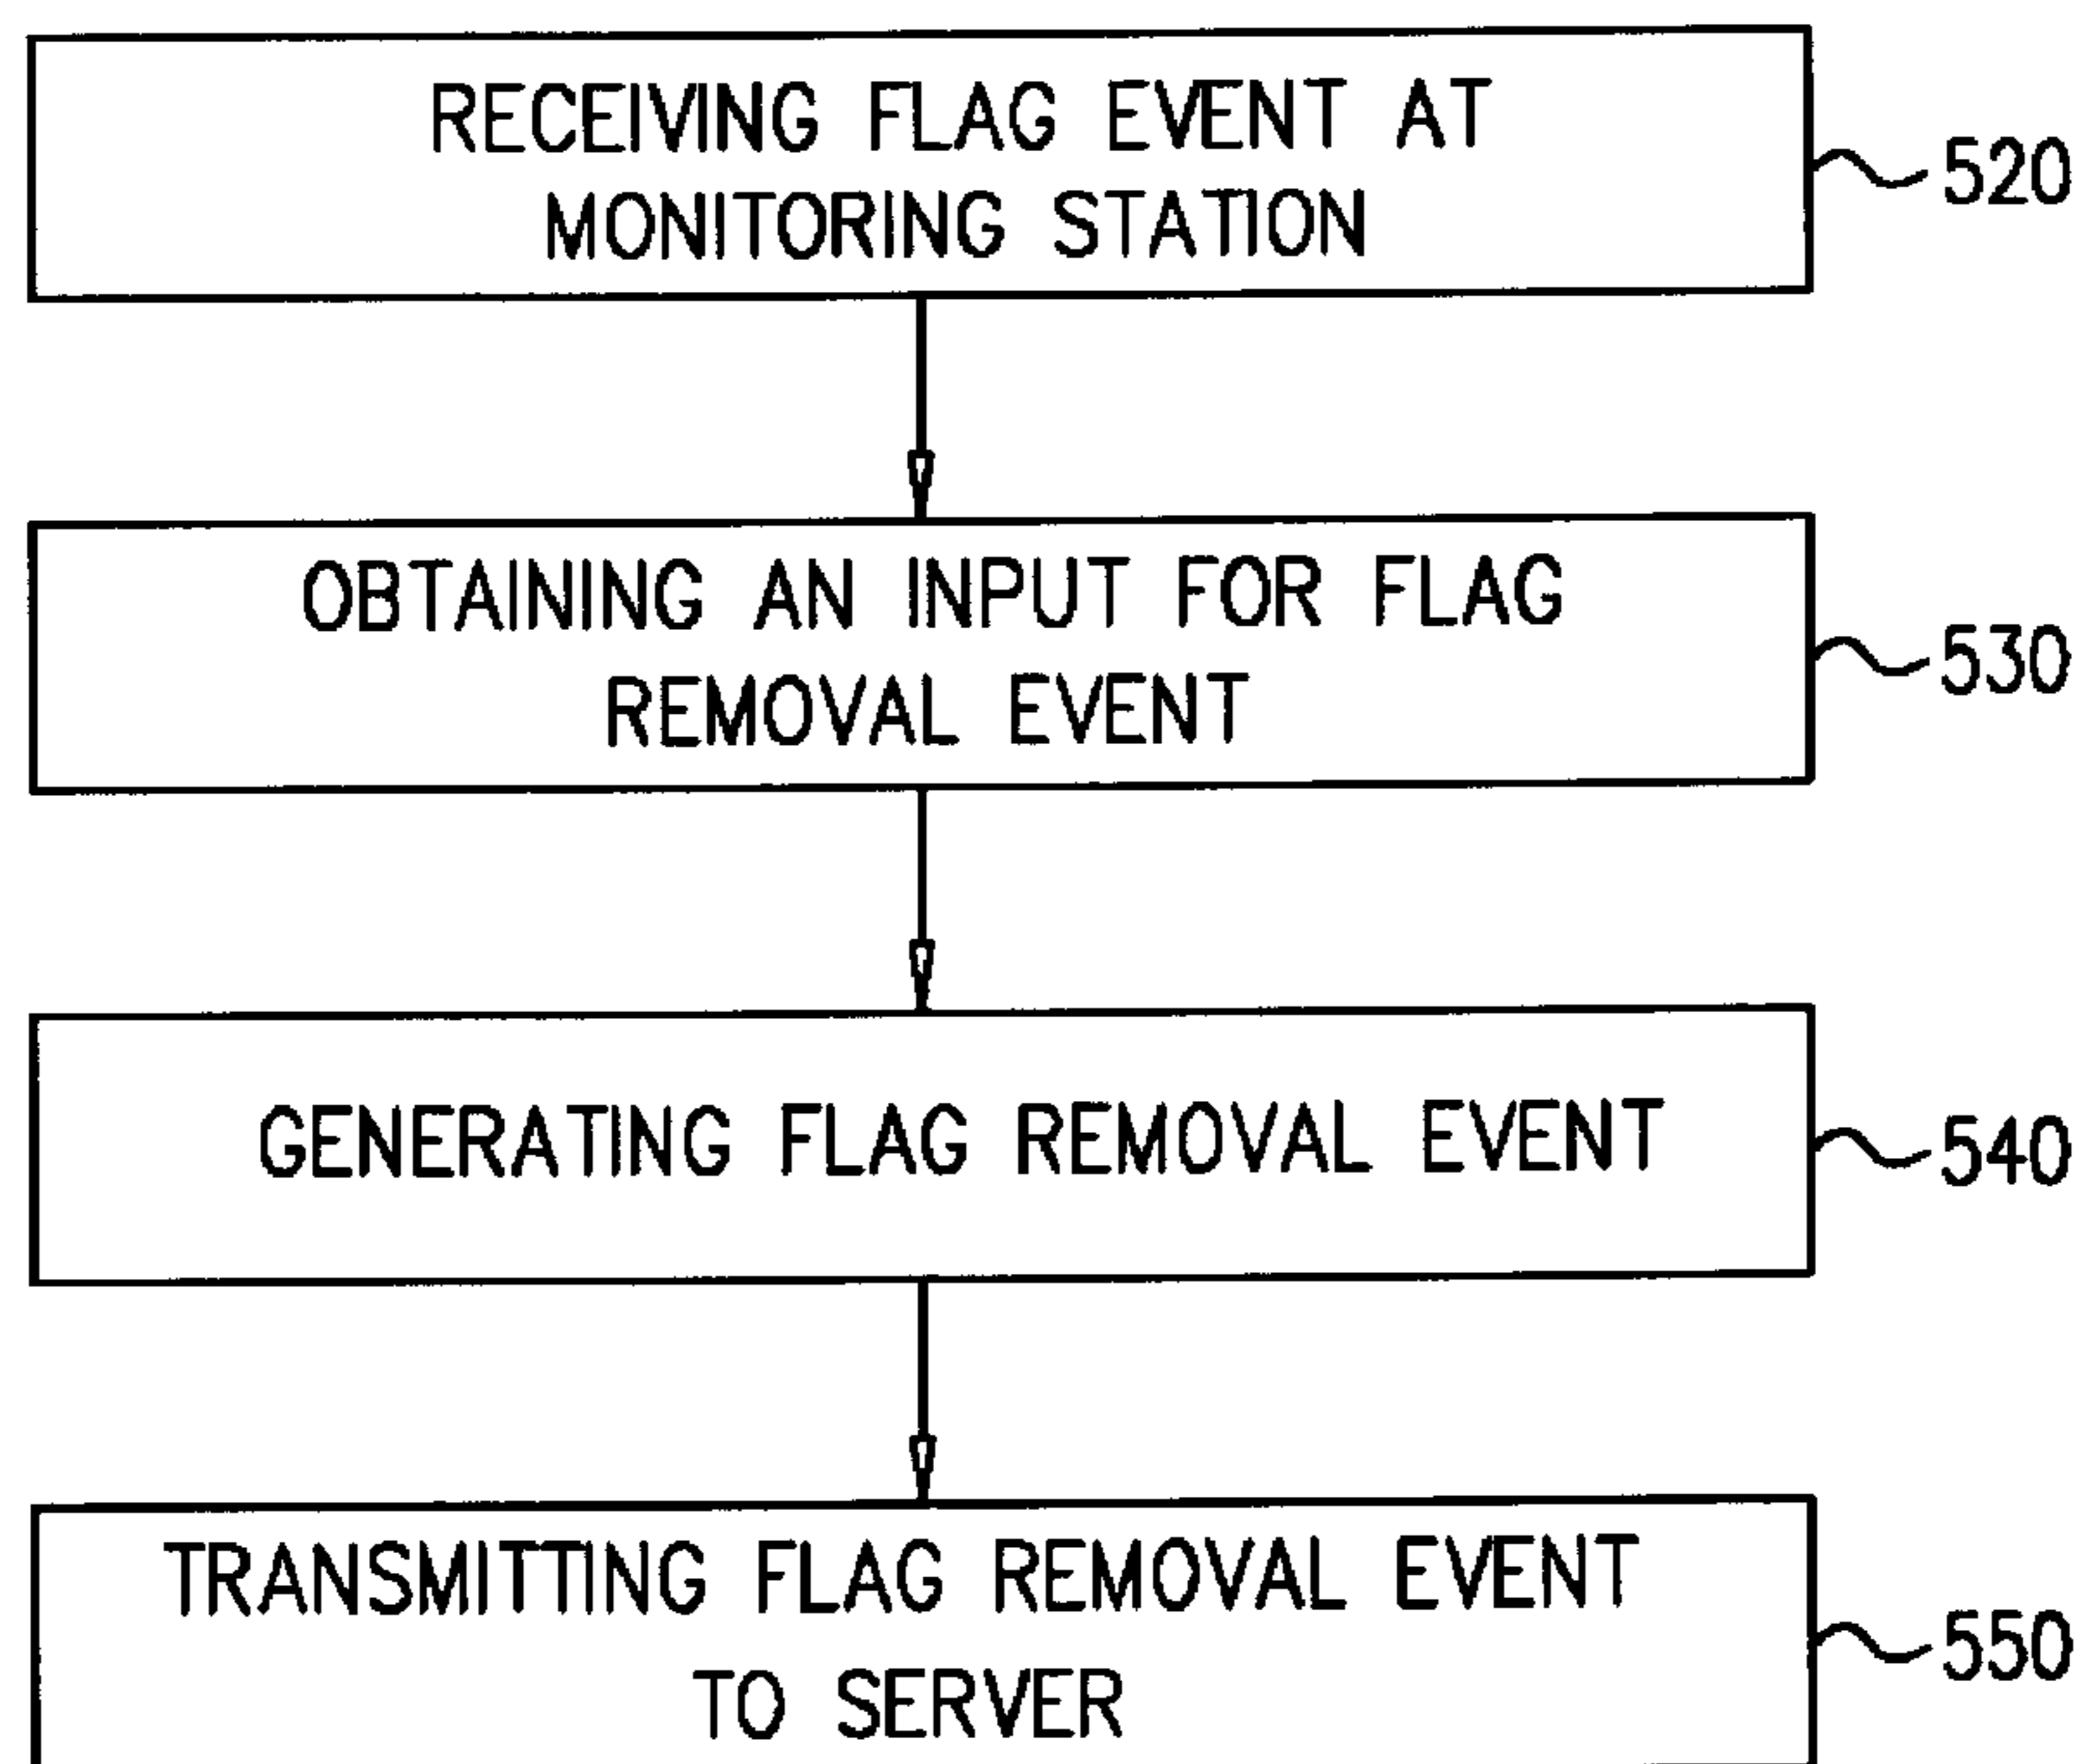 RECEIVING FLAG EVENT AT
MONITORING STATION
520
OBTAINING AN INPUT FOR FLAG
REMOVAL EVENT
530
GENERATING FLAG REMOVAL EVENT
540
TRANSMITTING FLAG REMOVAL EVENT
TO SERVER
550